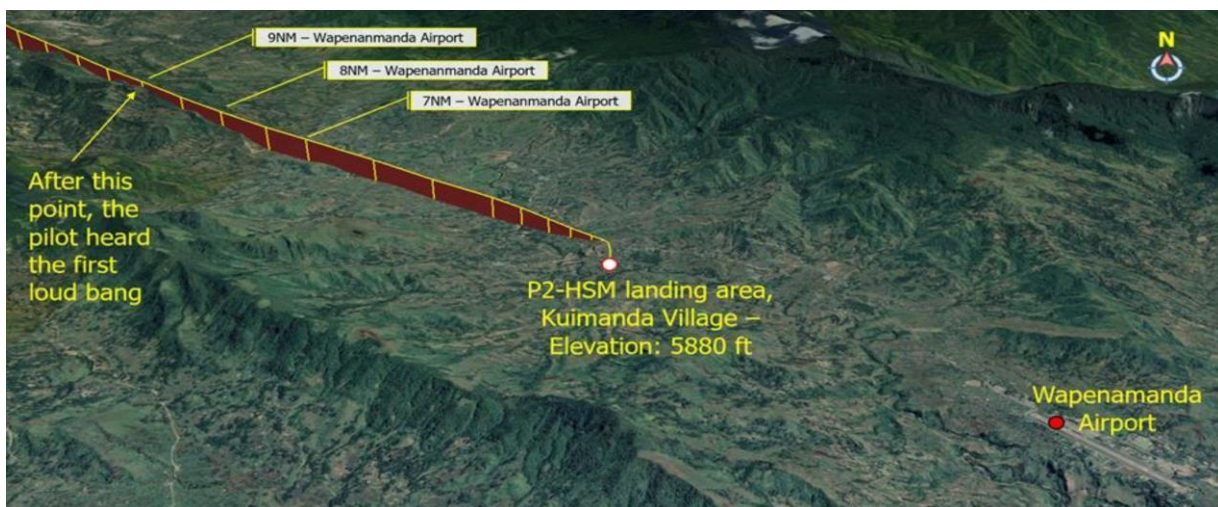 9NM – Wapenanmanda Airport
N
8NM – Wapenanmanda Airport
7NM – Wapenanmanda Airport
After this
point, the
pilot heard
the first
loud bang
P2-HSM landing area,
Kuimanda Village –
Elevation: 5880 ft
Wapenamanda
Airport